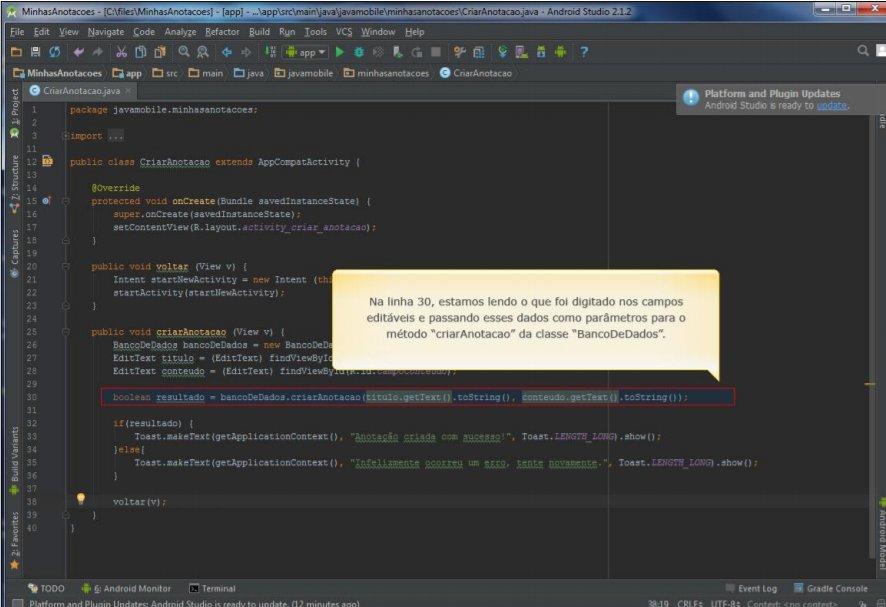 MinhasAnotacoes - [C:\files\MinhasAnotacoes] - [app] - ...\app\src\main\java\javamobile\minhasanotacoes\CriarAnotacao.java - Android Studio 2.1.2
File Edit View Navigate Code Analyze Refactor Build Run Tools VCS Window Help
app
MinhasAnotacoes app src main java javamobile minhasanotacoes CriarAnotacao
CriarAnotacao.java
Platform and Plugin Updates
Android Studio is ready to update.
1: Project
7: Structure
Captures
Build Variants
2: Favorites
Android Model
1 package javamobile.minhasanotacoes;
2
3 import ...
11
12 public class CriarAnotacao extends AppCompatActivity {
13
14 @Override
15 protected void onCreate(Bundle savedInstanceState) {
16 super.onCreate(savedInstanceState);
17 setContentView(R.layout.activity_criar_anotacao);
18 }
19
20 public void voltar (View v) {
21 Intent startNewActivity = new Intent (thi
22 startActivity(startNewActivity);
23 }
24
25 public void criarAnotacao (View v) {
26 BancoDeDados bancoDeDados = new BancoDeDa
27 EditText titulo = (EditText) findViewById
28 EditText conteudo = (EditText) findViewById(R.id.campoConteudo);
29
30 boolean resultado = bancoDeDados.criarAnotacao(titulo.getText().toString(), conteudo.getText().toString());
31
32 if(resultado) {
33 Toast.makeText(getApplicationContext(), "Anotação criada com sucesso!", Toast.LENGTH_LONG).show();
34 }else{
35 Toast.makeText(getApplicationContext(), "Infelizmente ocorreu um erro, tente novamente.", Toast.LENGTH_LONG).show();
36 }
37
38 voltar(v);
39 }
40 }
Na linha 30, estamos lendo o que foi digitado nos campos
editáveis e passando esses dados como parâmetros para o
método “criarAnotacao” da classe “BancoDeDados”.
TODO 6: Android Monitor Terminal Event Log Gradle Console
Platform and Plugin Updates: Android Studio is ready to update. (12 minutes ago) 38:19 CRLF÷ UTF-8÷ Context: <no context>